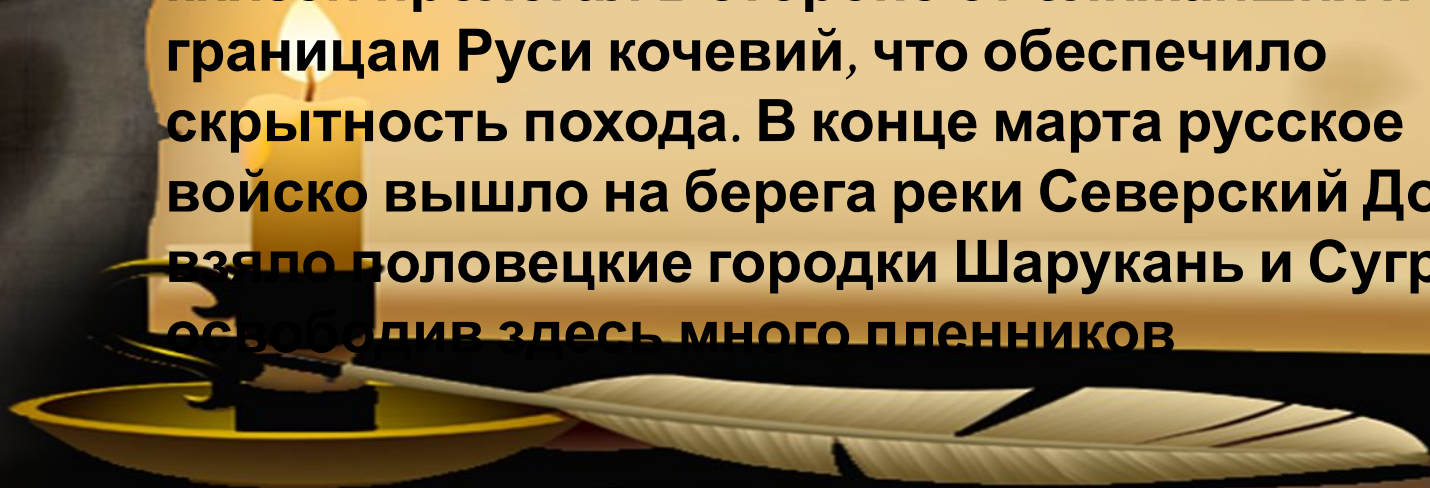 границам Руси кочевий, что обеспечило
скрытность похода. В конце марта русское
войско вышло на берега реки Северский
взяло половецкие городки Шарукань и
освободив здесь много пленников